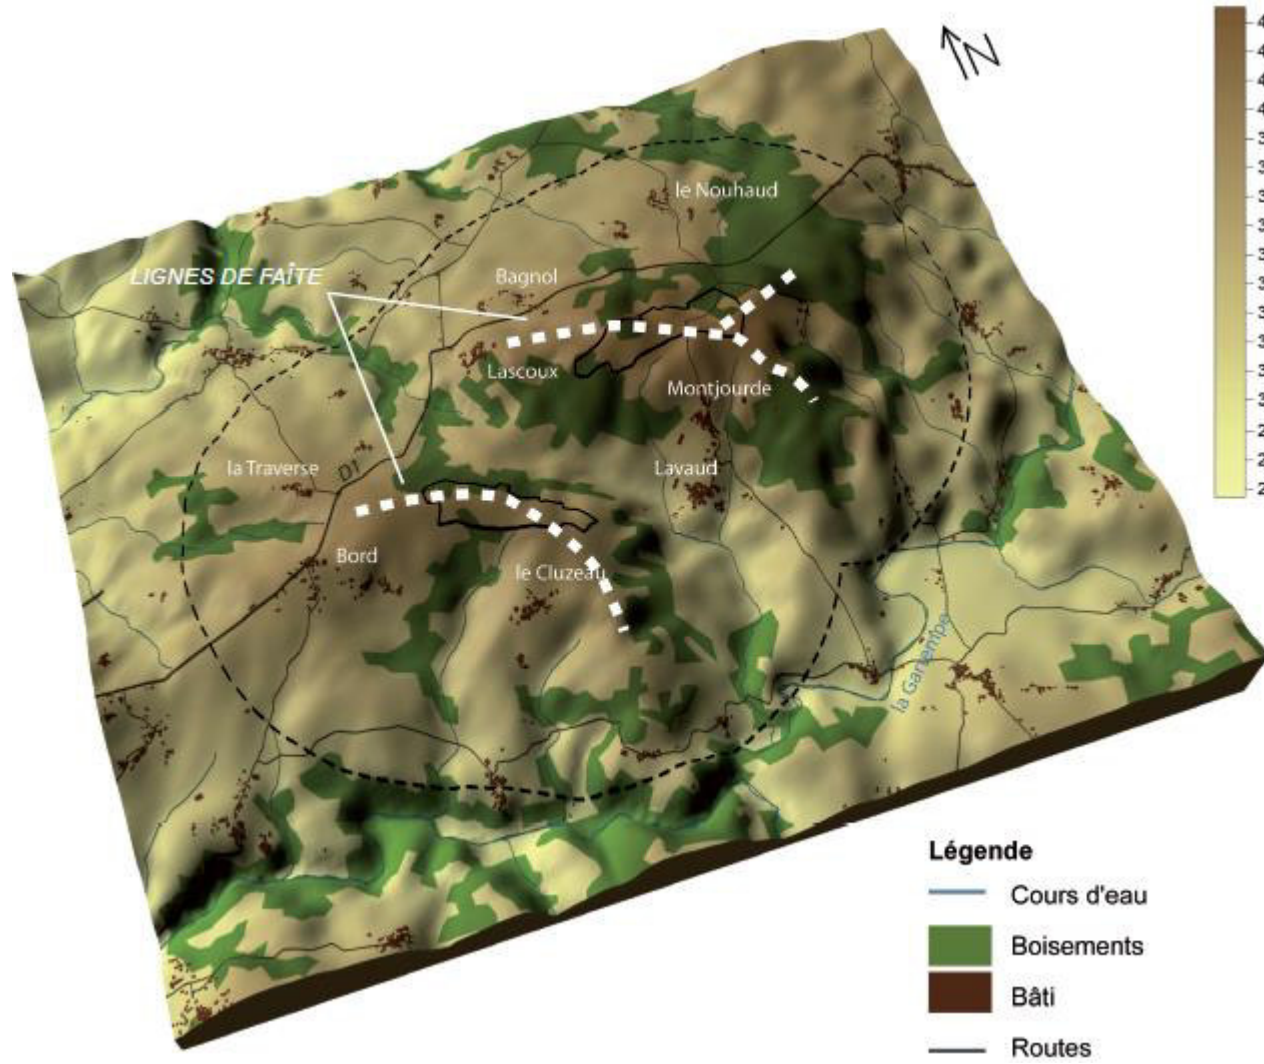 N
le Nouhaud
LIGNES DE FAÎTE
Bagnol
Lascoux
Montjourde
la Traverse
D1
Lavaud
Bord
le Cluzeau
la Gartempe
Légende
Cours d'eau
Boisements
Bâti
Routes